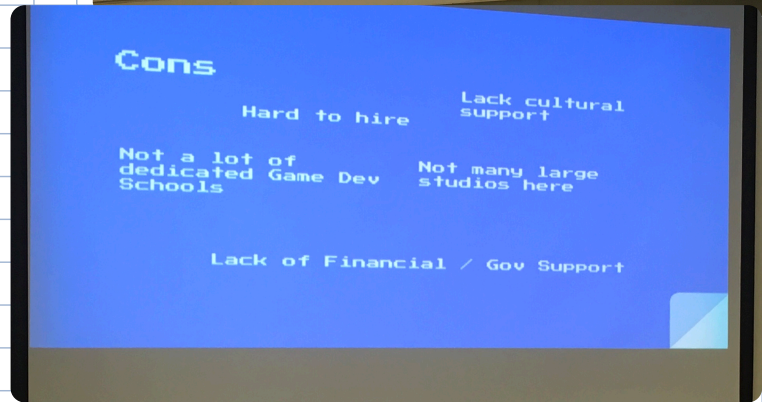 Cons
Hard to hire
Lack cultural
support
Not a lot of
dedicated Game Dev
Schools
Not many large
studios here
Lack of Financial / Gov Support